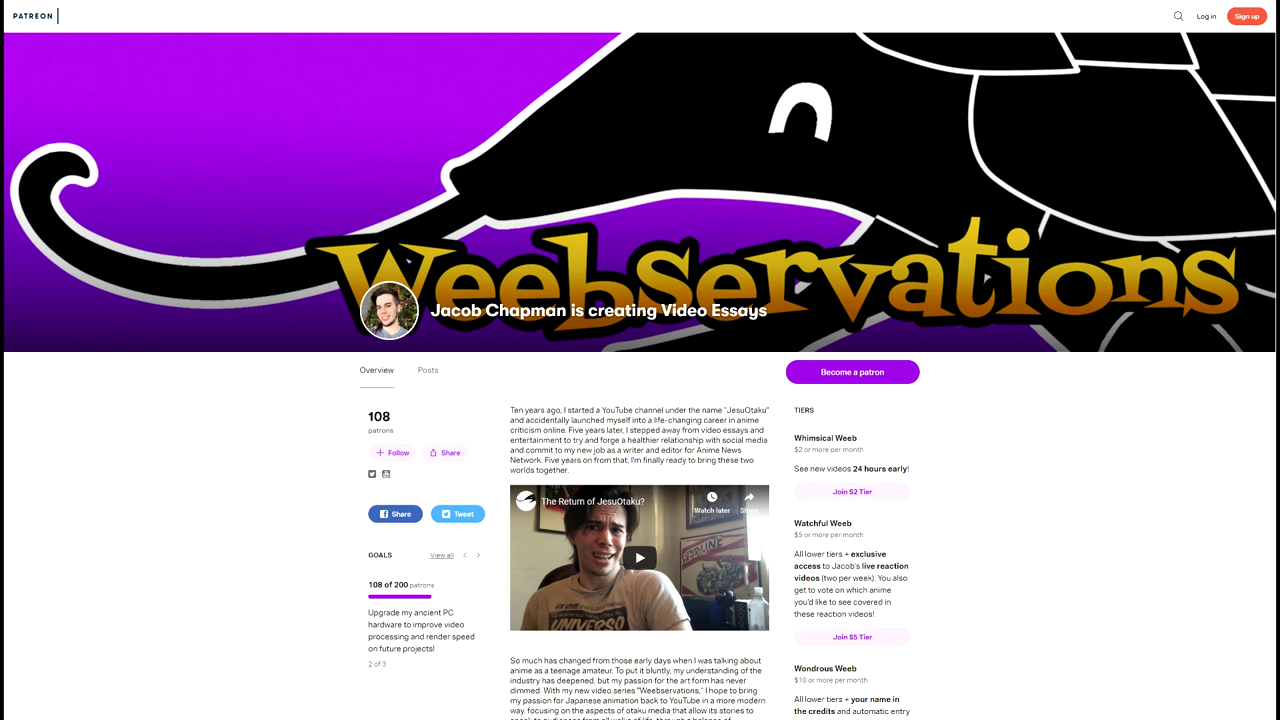 PATREON
Log in
Sign up
Weebservations
Jacob Chapman is creating Video Essays
Overview
Posts
Become a patron
108
patrons
Follow
Share
Share
Tweet
GOALS
View all
108 of 200 patrons
Upgrade my ancient PC
hardware to improve video
processing and render speed
on future projects!
2 of 3
Ten years ago, I started a YouTube channel under the name "JesuOtaku"
and accidentally launched myself into a life-changing career in anime
criticism online. Five years later, I stepped away from video essays and
entertainment to try and forge a healthier relationship with social media
and commit to my new job as a writer and editor for Anime News
Network. Five years on from that, I'm finally ready to bring these two
worlds together.
The Return of JesuOtaku?
Watch later
Share
UNIVERSO
So much has changed from those early days when I was talking about
anime as a teenage amateur. To put it bluntly, my understanding of the
industry has deepened, but my passion for the art form has never
dimmed. With my new video series "Weebservations," I hope to bring
my passion for Japanese animation back to YouTube in a more modern
way, focusing on the aspects of otaku media that allow its stories to
speak to audiences from all walks of life, through a balance of
TIERS
Whimsical Weeb
$2 or more per month
See new videos 24 hours early!
Join $2 Tier
Watchful Weeb
$5 or more per month
All lower tiers + exclusive
access to Jacob's live reaction
videos (two per week). You also
get to vote on which anime
you'd like to see covered in
these reaction videos!
Join $5 Tier
Wondrous Weeb
$10 or more per month
All lower tiers + your name in
the credits and automatic entry